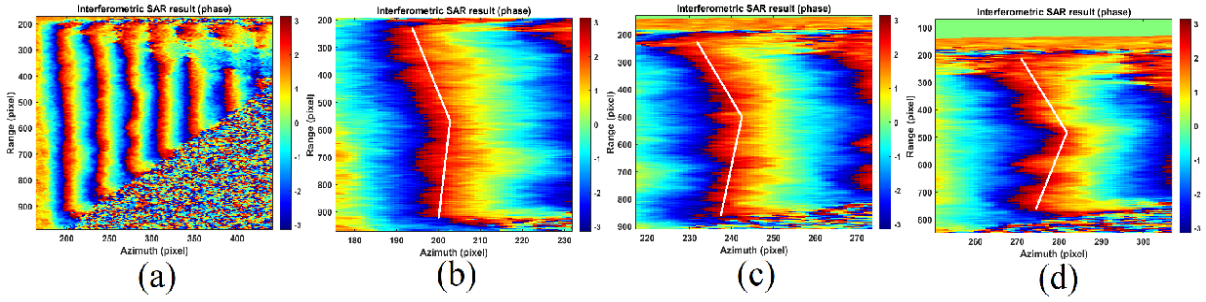 Interferometric SAR result (phase)
Range (pixel)
200
300
400
500
600
700
800
900
200 250 300 350 400
Azimuth (pixel)
3
2
1
0
-1
-2
-3
(a)
Interferometric SAR result (phase)
Range (pixel)
200
300
400
500
600
700
800
900
180 190 200 210 220 230
Azimuth (pixel)
3
2
1
0
-1
-2
-3
(b)
Interferometric SAR result (phase)
Range (pixel)
200
300
400
500
600
700
800
900
220 230 240 250 260 270
Azimuth (pixel)
3
2
1
0
-1
-2
-3
(c)
Interferometric SAR result (phase)
Range (pixel)
100
200
300
400
500
600
700
260 270 280 290 300
Azimuth (pixel)
3
2
1
0
-1
-2
-3
(d)